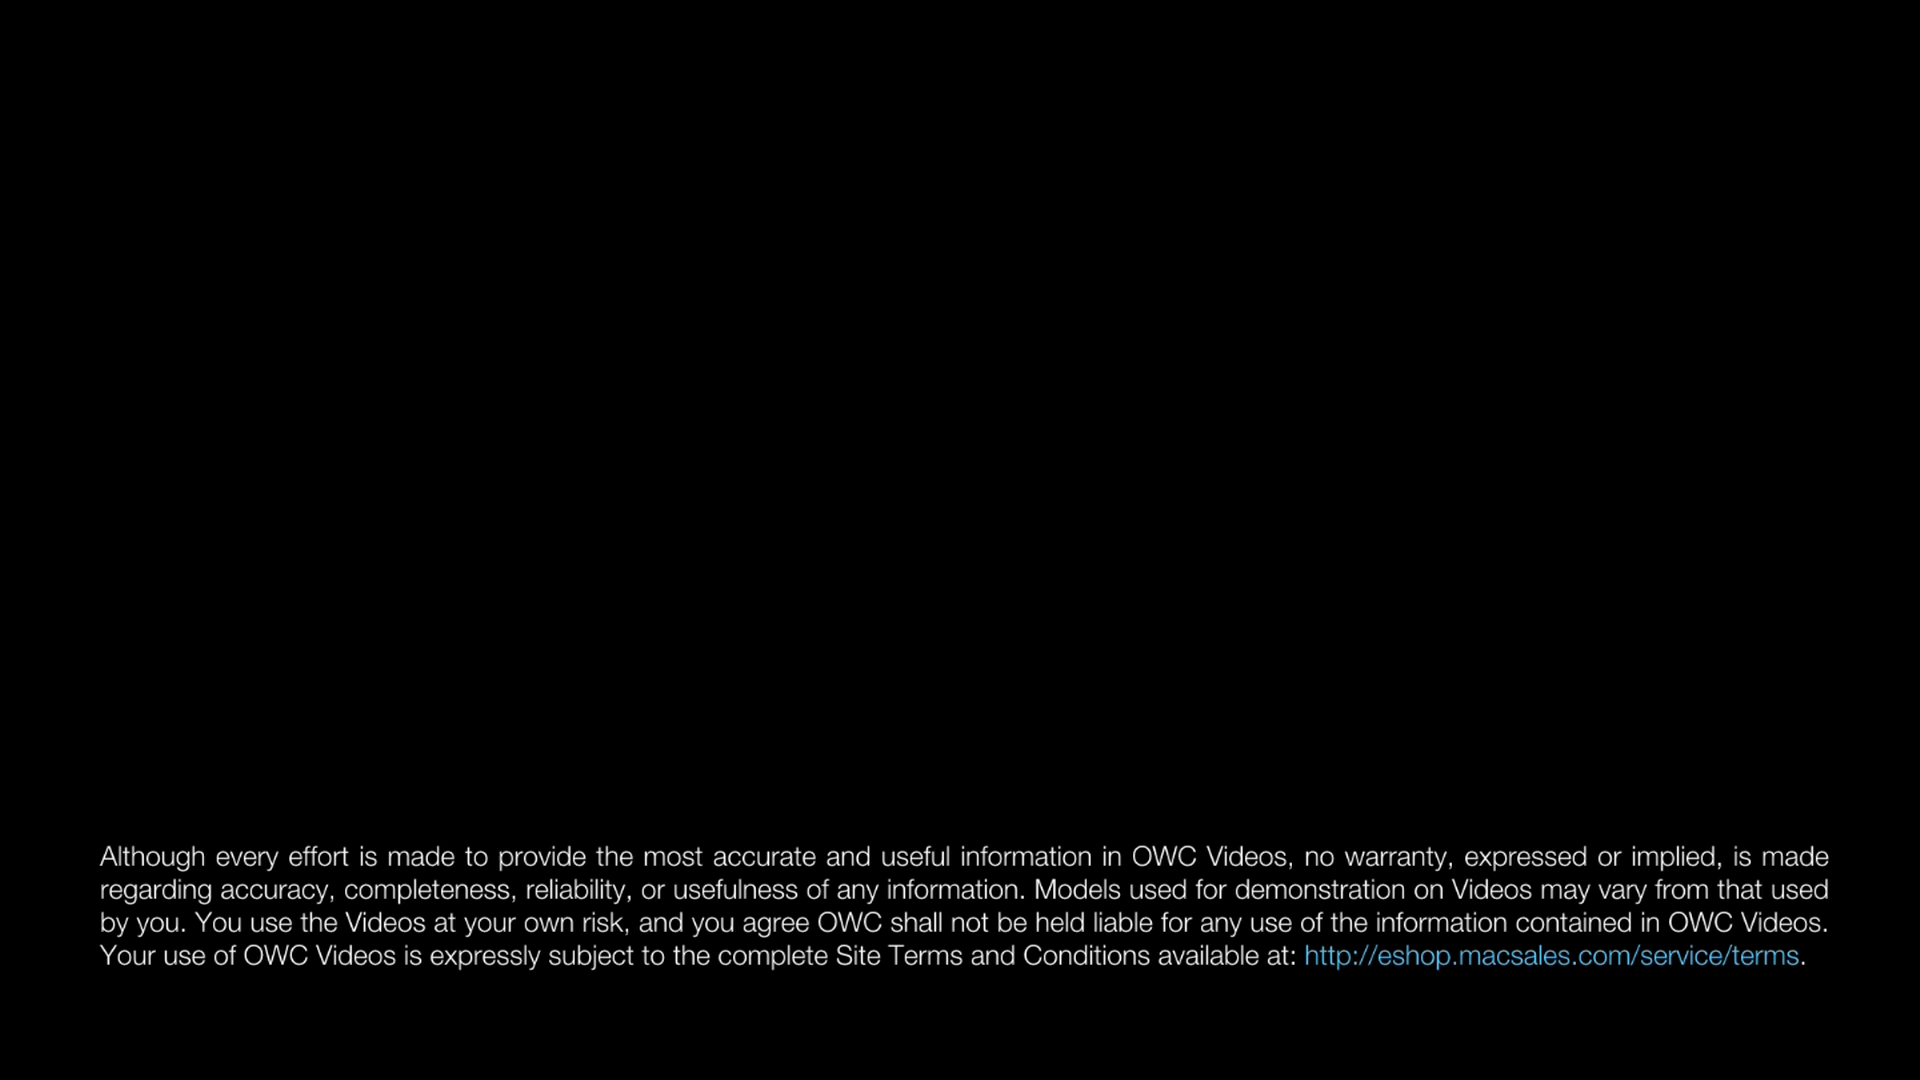 Although every effort is made to provide the most accurate and useful information in OWC Videos, no warranty, expressed or implied, is made
regarding accuracy, completeness, reliability, or usefulness of any information. Models used for demonstration on Videos may vary from that used
by you. You use the Videos at your own risk, and you agree OWC shall not be held liable for any use of the information contained in OWC Videos.
Your use of OWC Videos is expressly subject to the complete Site Terms and Conditions available at: http://eshop.macsales.com/service/terms.